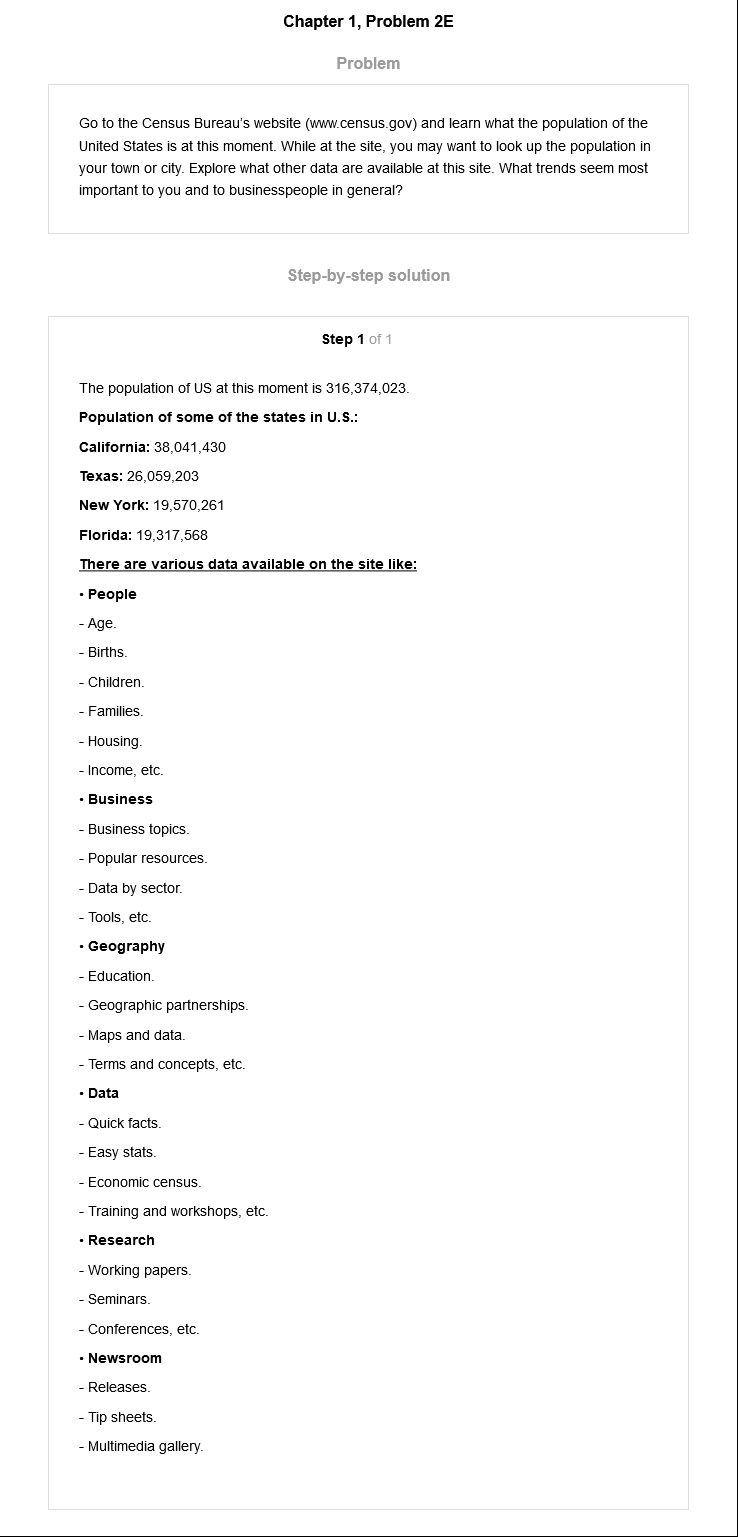 Chapter 1, Problem 2E
Problem
Go to the Census Bureau's website (www.census.gov) and learn what the population of the
United States is at this moment. While at the site, you may want to look up the population in
your town or city. Explore what other data are available at this site. What trends seem most
important to you and to businesspeople in general?
Step-by-step solution
Step 1 of 1
The population of US at this moment is 316,374,023.
Population of some of the states in U.S.:
California: 38,041,430
Texas: 26,059,203
New York: 19,570,261
Florida: 19,317,568
There are various data available on the site like:
• People
- Age.
- Births.
- Children.
- Families.
- Housing.
- Income, etc.
• Business
- Business topics.
- Popular resources.
- Data by sector.
- Tools, etc.
• Geography
- Education.
- Geographic partnerships.
- Maps and data.
- Terms and concepts, etc.
• Data
- Quick facts.
- Easy stats.
- Economic census.
- Training and workshops, etc.
• Research
- Working papers.
- Seminars.
- Conferences, etc.
• Newsroom
- Releases.
- Tip sheets.
- Multimedia gallery.